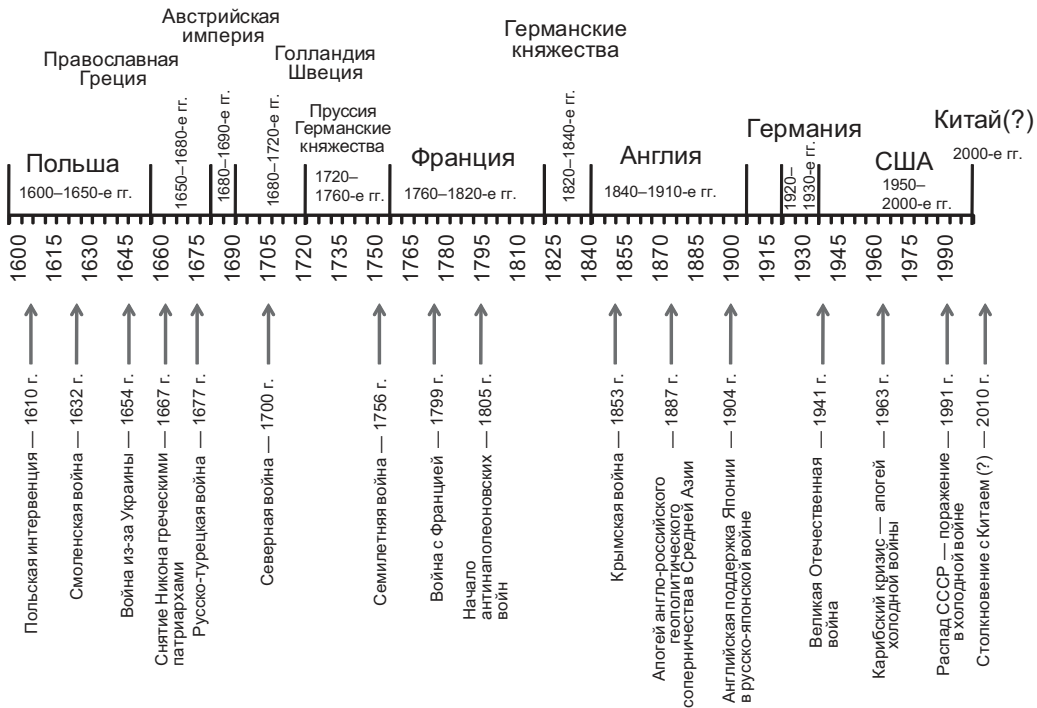 Православная
Греция
Австрийская
империя
Голландия
Швеция
Германские
княжества
Польша
1600–1650-е гг.
1650–1680-е гг.
1680–1690-е гг.
1680–1720-е гг.
Пруссия
Германские
княжества
1720–
1760-е гг.
Франция
1760–1820-е гг.
1820–1840-е гг.
Англия
1840–1910-е гг.
Германия
1920–
1930-е гг.
США
1950–
2000-е гг.
Китай(?)
2000-е гг.
1600
1615
1630
1645
1660
1675
1690
1705
1720
1735
1750
1765
1780
1795
1810
1825
1840
1855
1870
1885
1900
1915
1930
1945
1960
1975
1990
Польская интервенция — 1610 г.
Смоленская война — 1632 г.
Война из-за Украины — 1654 г.
Снятие Никона греческими — 1667 г.
патриархами
Русско-турецкая война — 1677 г.
Северная война — 1700 г.
Семилетняя война — 1756 г.
Война с Францией — 1799 г.
Начало — 1805 г.
антинаполеоновских
войн
Крымская война — 1853 г.
Апогей англо-российского — 1887 г.
геополитического
соперничества в Средней Азии
Английская поддержка Японии — 1904 г.
в русско-японской войне
Великая Отечественная — 1941 г.
война
Карибский кризис — апогей — 1963 г.
холодной войны
Распад СССР — поражение — 1991 г.
в холодной войне
Столкновение с Китаем (?) — 2010 г.